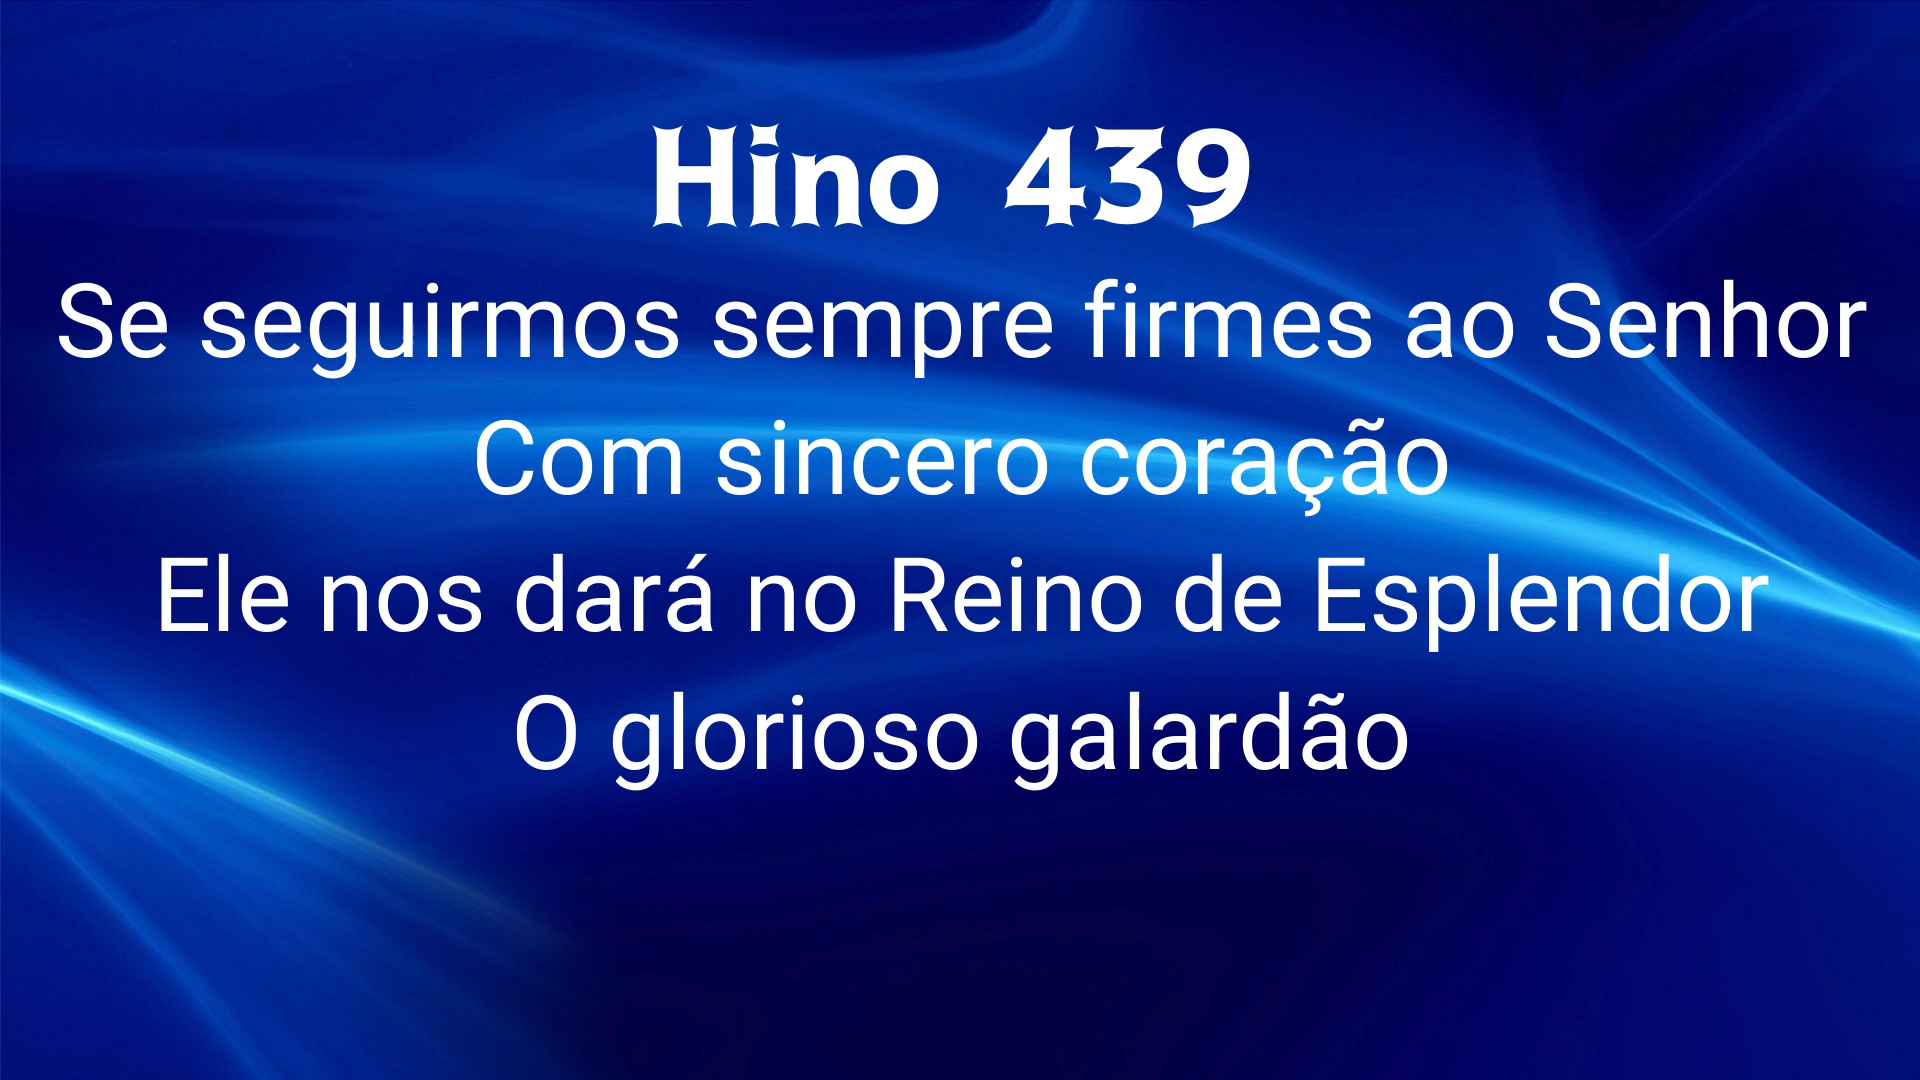 Hino 439
Se seguirmos sempre firmes ao Senhor
Com sincero coração
Ele nos dará no Reino de Esplendor
O glorioso galardão